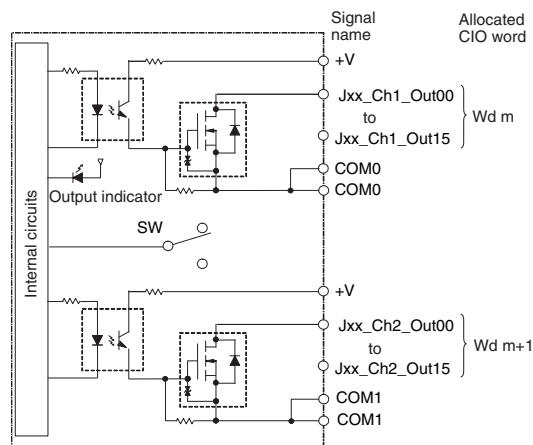 Signal name
Allocated CIO word
+V
Jxx_Ch1_Out00
to
Jxx_Ch1_Out15
Wd m
COM0
COM0
Output indicator
SW
Internal circuits
+V
Jxx_Ch2_Out00
to
Jxx_Ch2_Out15
Wd m+1
COM1
COM1